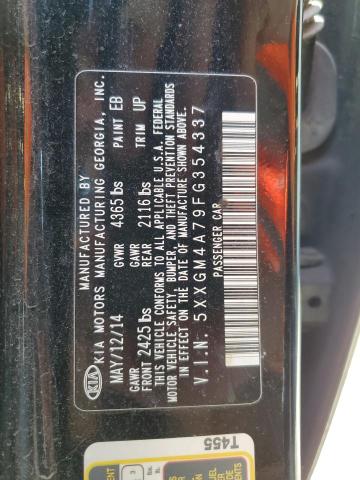 MANUFACTURED BY
KIA KIA MOTORS MANUFACTURING GEORGIA, INC.
MAY/12/14 GVWR 4365 lbs PAINT EB
GAWR FRONT 2425 lbs GAWR REAR 2116 lbs TRIM UP
THIS VEHICLE CONFORMS TO ALL APPLICABLE U.S.A. FEDERAL
MOTOR VEHICLE SAFETY, BUMPER, AND THEFT PREVENTION STANDARDS
IN EFFECT ON THE DATE OF MANUFACTURE SHOWN ABOVE.
V.I.N. 5XXGM4A79FG354337
PASSENGER CAR
T455